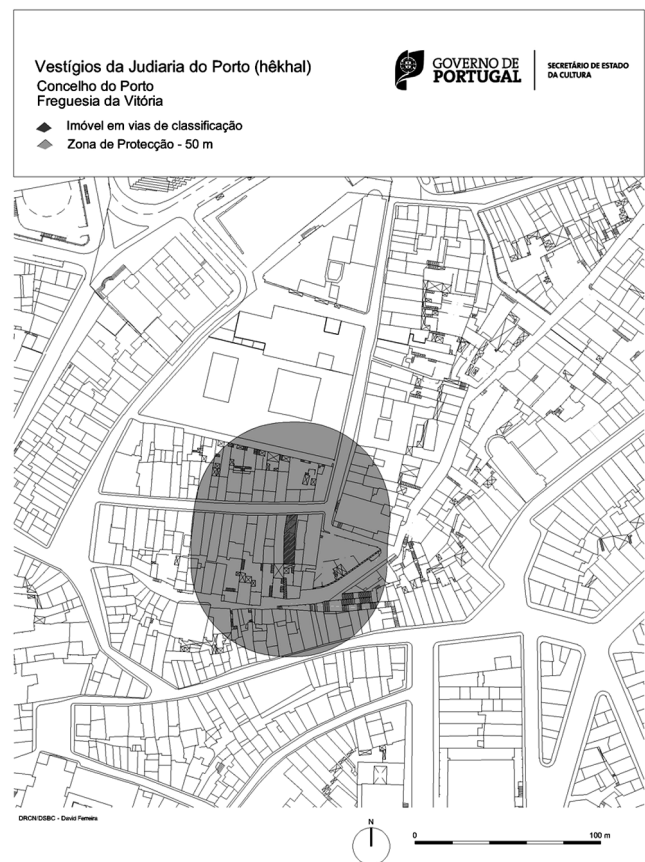 Vestígios da Judiaria do Porto (hêkhal)
Concelho do Porto
Freguesia da Vitória
Imóvel em vias de classificação
Zona de Protecção - 50 m
GOVERNO DE
PORTUGAL
SECRETÁRIO DE ESTADO
DA CULTURA
DRCN/DSBC - David Ferreira
N
0
100 m